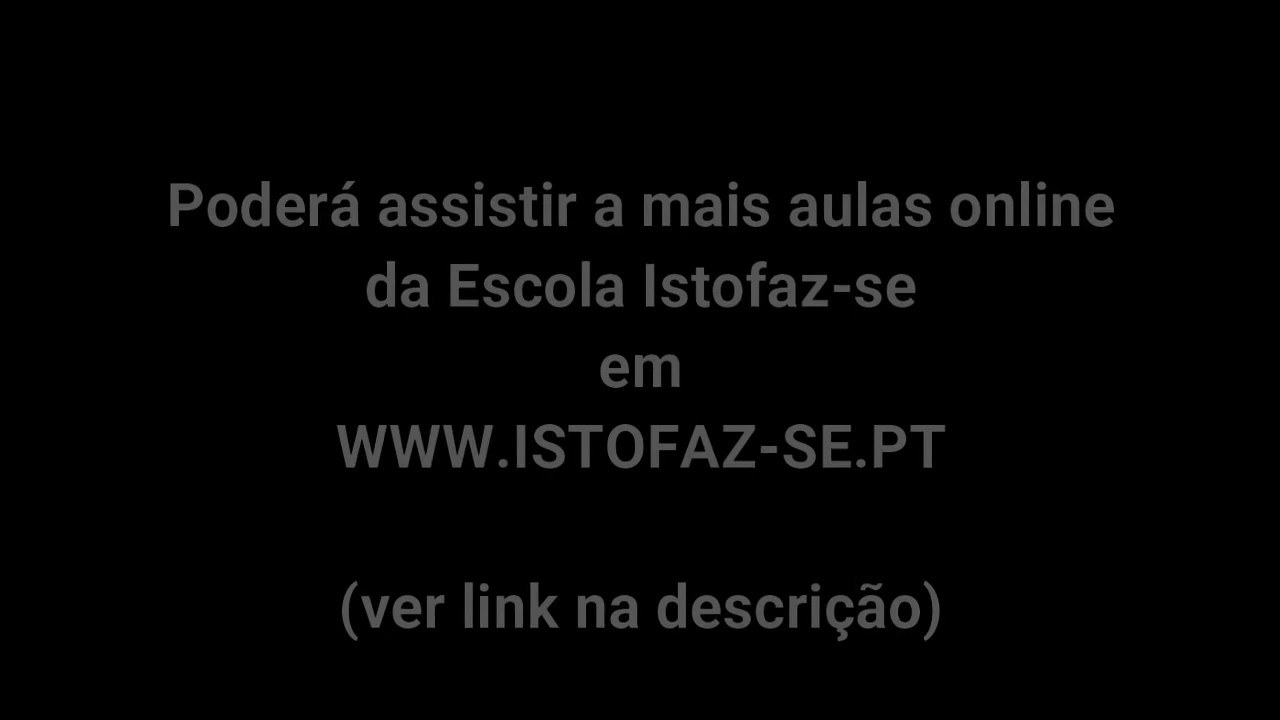 Poderá assistir a mais aulas online
da Escola Istofaz-se
em
WWW.ISTOFAZ-SE.PT
(ver link na descrição)